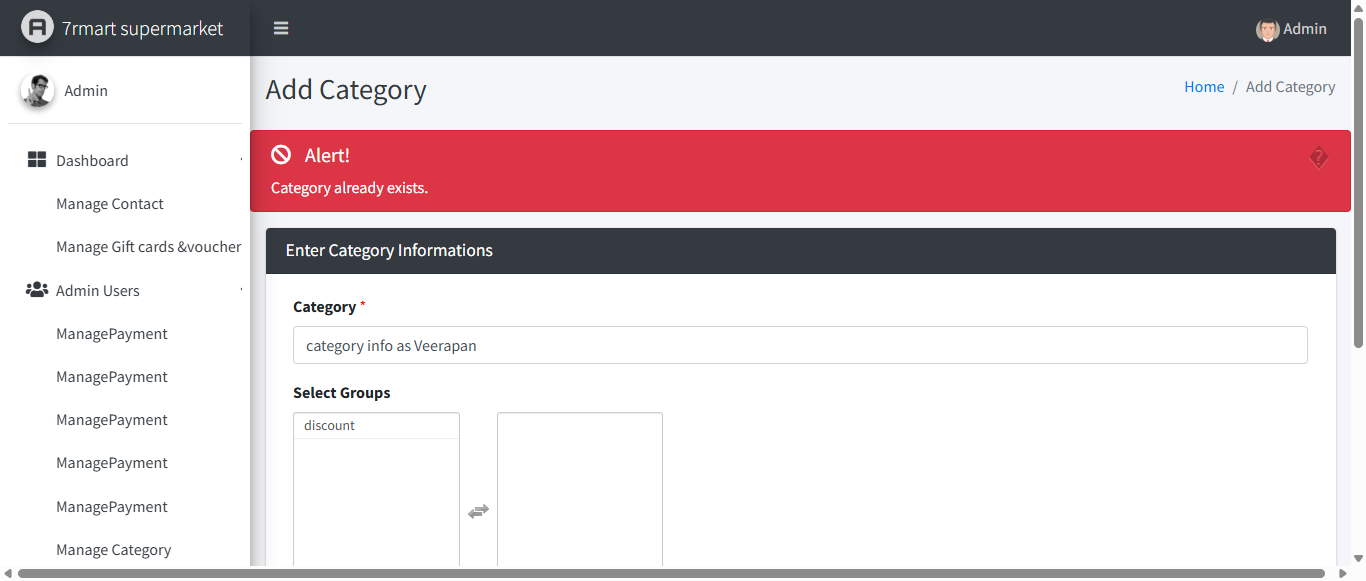 7rmart supermarket
Admin
Admin
Add Category
Home / Add Category
Alert!
Category already exists.
Dashboard
Manage Contact
Manage Gift cards &voucher
Admin Users
ManagePayment
ManagePayment
ManagePayment
ManagePayment
ManagePayment
Manage Category
Enter Category Informations
Category *
category info as Veerapan
Select Groups
discount